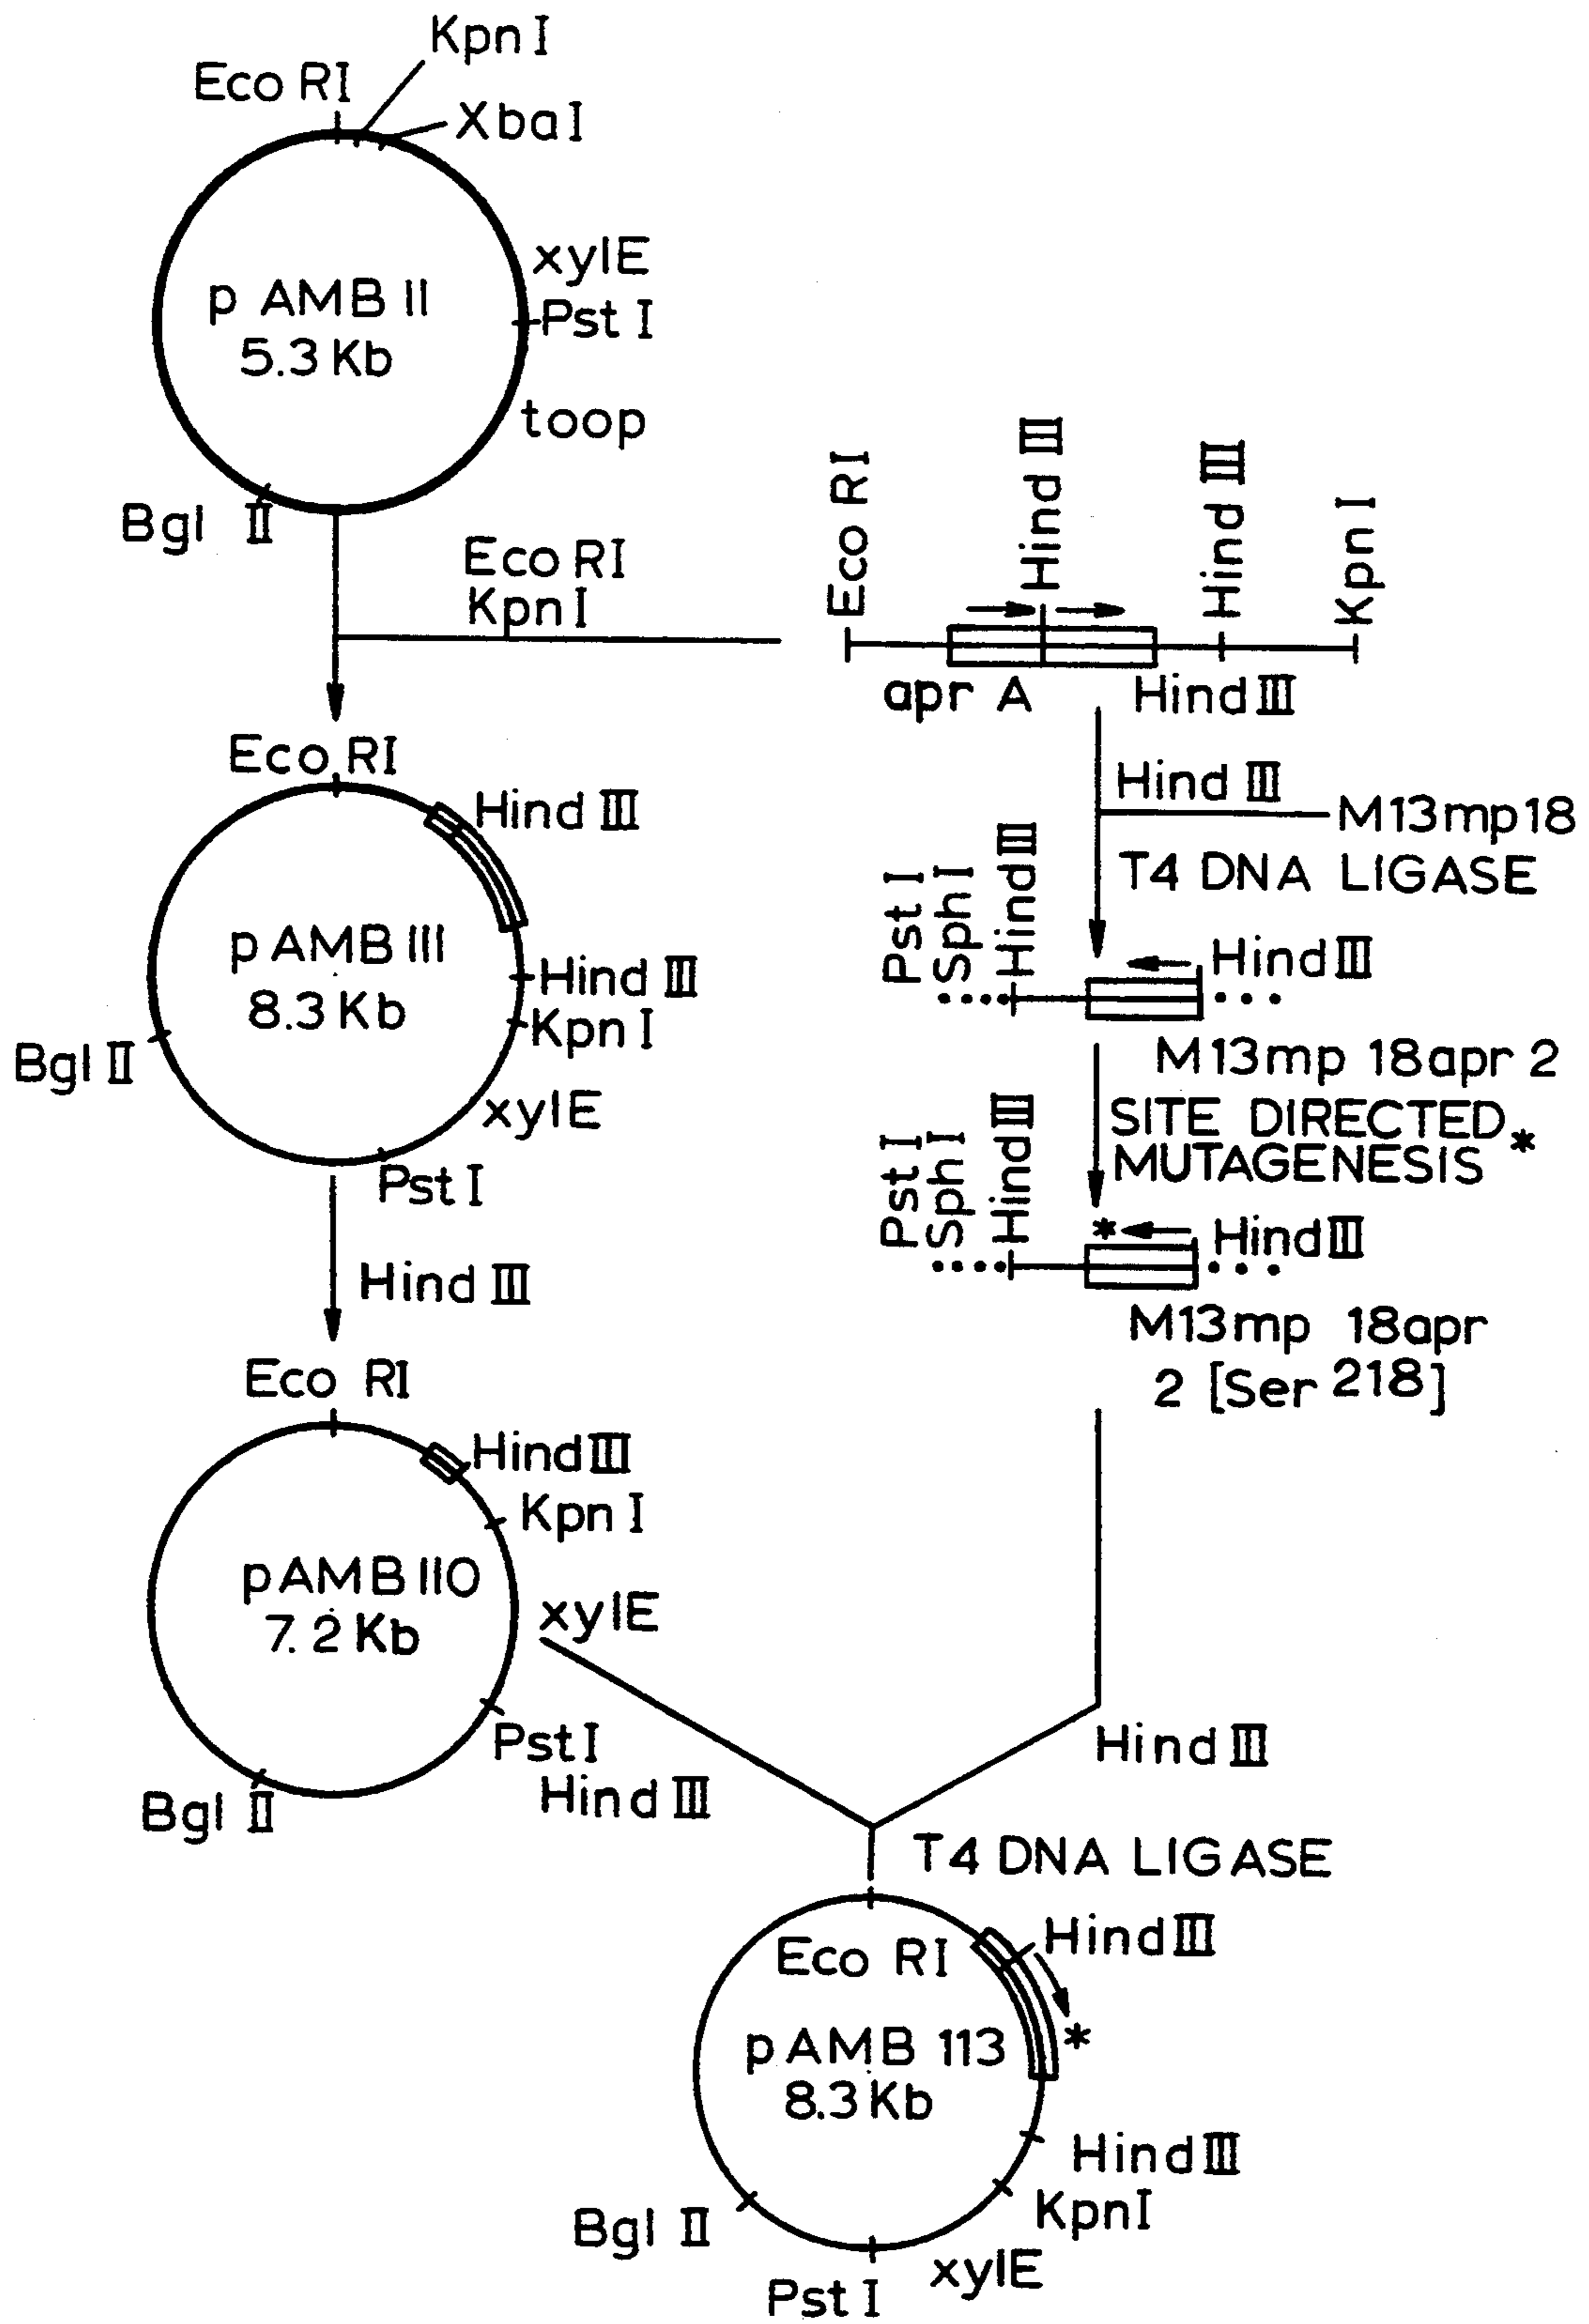 Kpn I
Eco RI
Xba I
xylE
p AMB 11
5.3 Kb
Pst I
toop
Bgl II
Eco RI
Kpn I
Eco RI
Hind III
Hind III
Kpn I
apr A
Hind III
Hind III
M13mp18
T4 DNA LIGASE
Pst I
Sph I
Hind III
Hind III
M13mp 18apr 2
SITE DIRECTED *
MUTAGENESIS
Pst I
Sph I
Hind III
*
Hind III
M13mp 18apr
2 [Ser 218]
Eco RI
Hind III
p AMB 111
8.3 Kb
Hind III
Kpn I
Bgl II
xylE
Pst I
Hind III
Eco RI
Hind III
Kpn I
pAMB 110
7.2 Kb
xylE
Pst I
Hind III
Bgl II
Hind III
T4 DNA LIGASE
Eco RI
Hind III
*
pAMB 113
8.3 Kb
Hind III
KpnI
Bgl II
xylE
Pst I